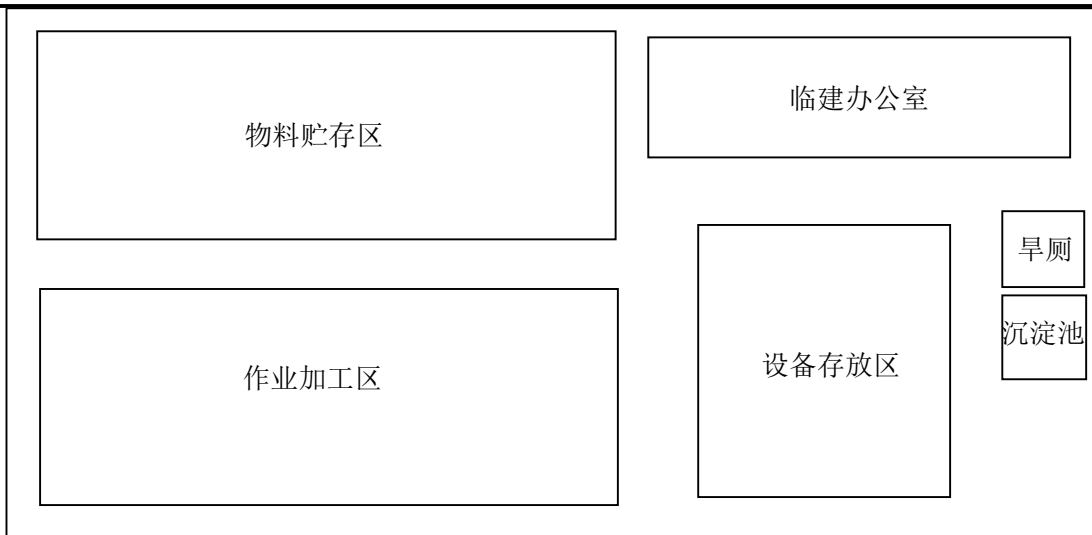 物料贮存区
临建办公室
旱厕
沉淀池
设备存放区
作业加工区